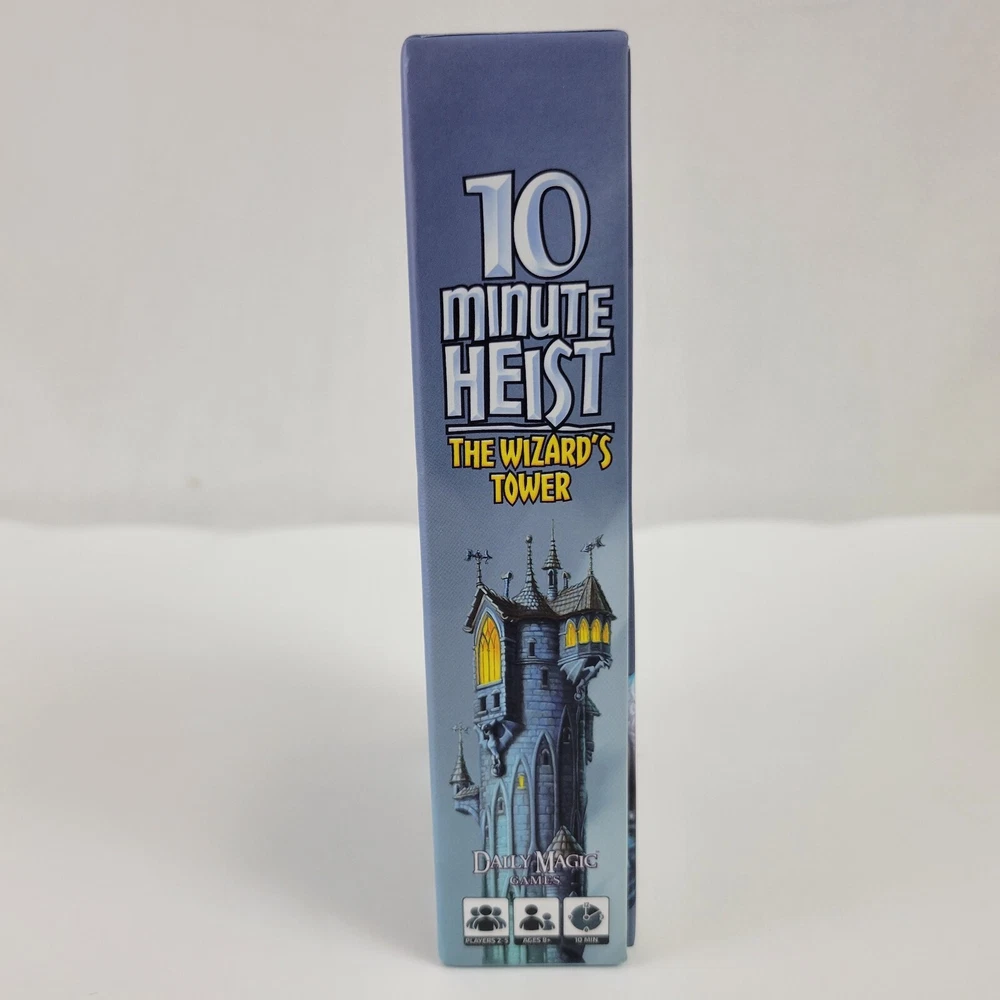 10
MINUTE
HEIST
THE WIZARD'S
TOWER
DAILY MAGIC
GAMES
PLAYERS 2-5 AGES 8+ 10 MIN.